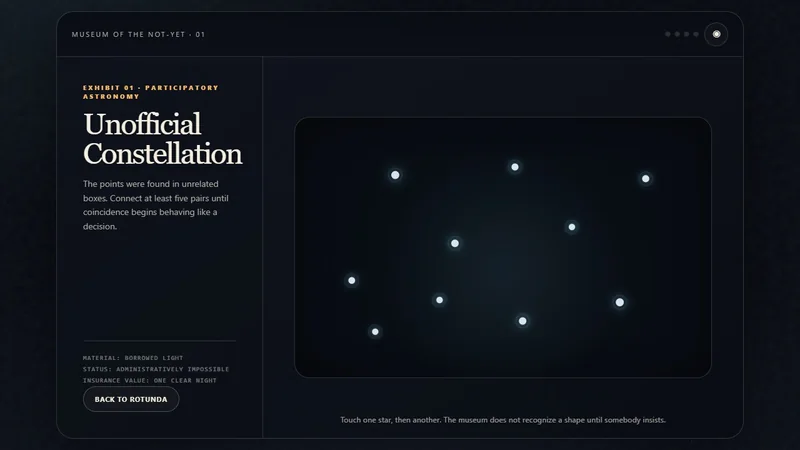 MUSEUM OF THE NOT-YET · 01
EXHIBIT 01 · PARTICIPATORY
ASTRONOMY
Unofficial
Constellation
The points were found in unrelated
boxes. Connect at least five pairs until
coincidence begins behaving like a
decision.
MATERIAL: BORROWED LIGHT
STATUS: ADMINISTRATIVELY IMPOSSIBLE
INSURANCE VALUE: ONE CLEAR NIGHT
BACK TO ROTUNDA
Touch one star, then another. The museum does not recognize a shape until somebody insists.